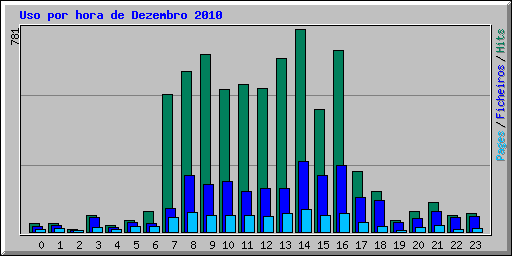 Uso por hora de Dezembro 2010
781
Pages / Ficheiros / Hits
0 1 2 3 4 5 6 7 8 9 10 11 12 13 14 15 16 17 18 19 20 21 22 23